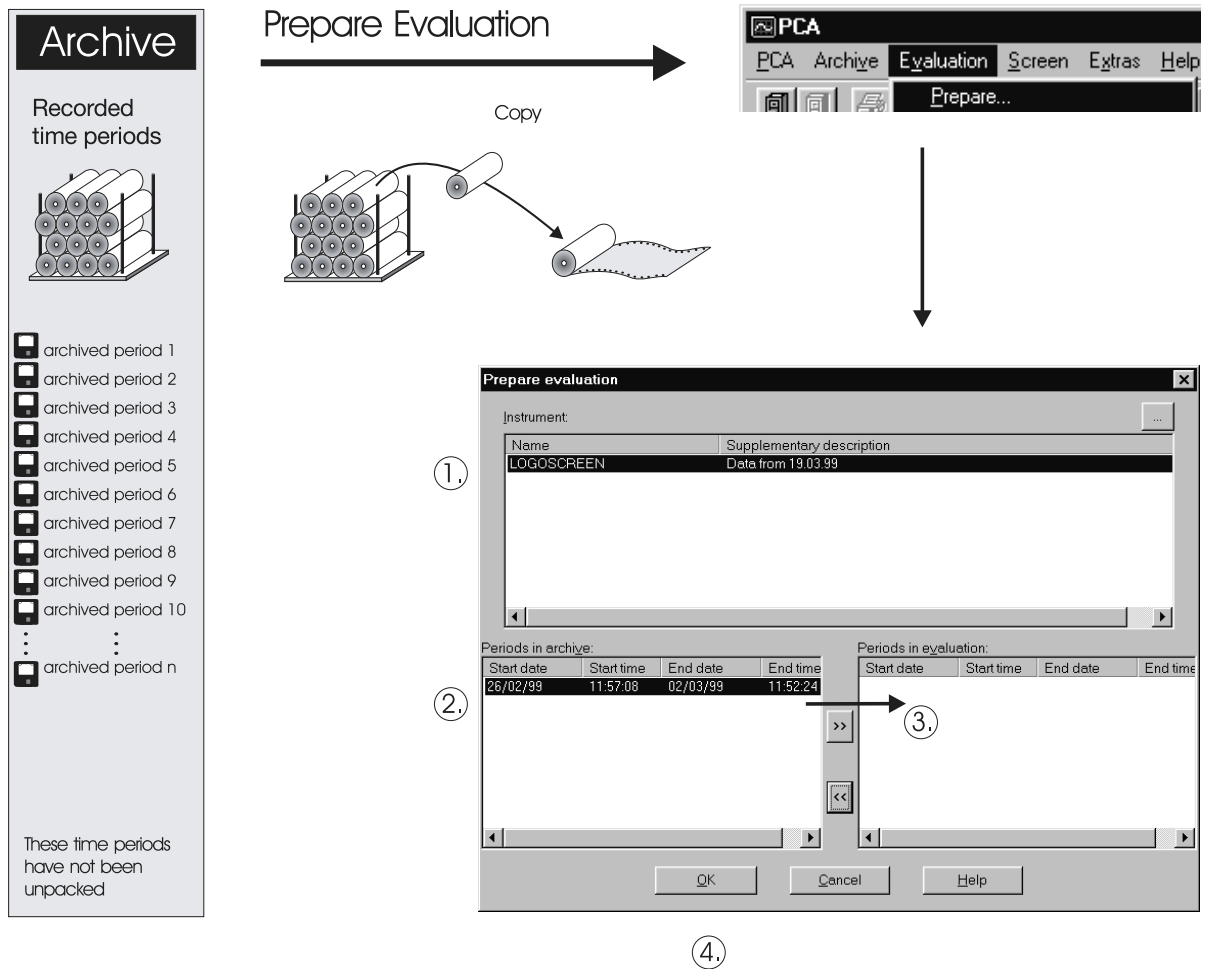 Archive
Recorded
time periods
archived period 1
archived period 2
archived period 3
archived period 4
archived period 5
archived period 6
archived period 7
archived period 8
archived period 9
archived period 10
archived period n
These time periods
have not been
unpacked
Prepare Evaluation
Copy
PCA
PCA Archive Evaluation Screen Extras Help
Prepare...
Prepare evaluation
Instrument:
...
Name Supplementary description
LOGOSCREEN Data from 19.03.99
1.
Periods in archive:
Start date Start time End date End time
26/02/99 11:57:08 02/03/99 11:52:24
2.
>>
<<
Periods in evaluation:
Start date Start time End date End time
3.
OK Cancel Help
4.